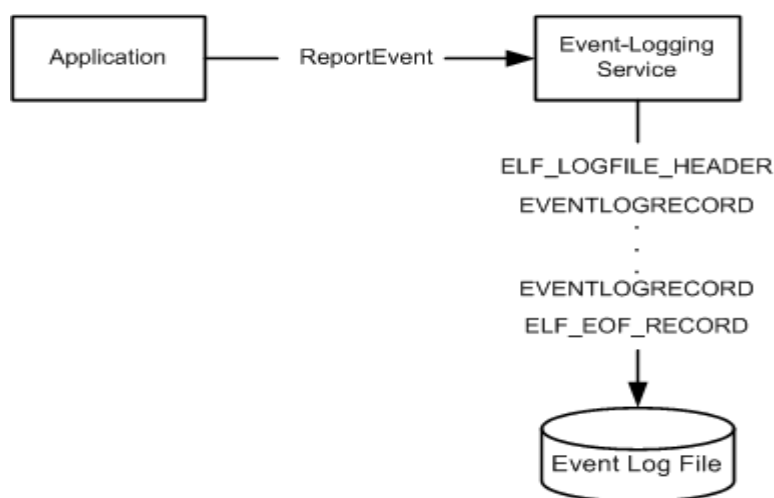 Application
ReportEvent
Event-Logging
Service
ELF_LOGFILE_HEADER
EVENTLOGRECORD
.
.
.
EVENTLOGRECORD
ELF_EOF_RECORD
Event Log File